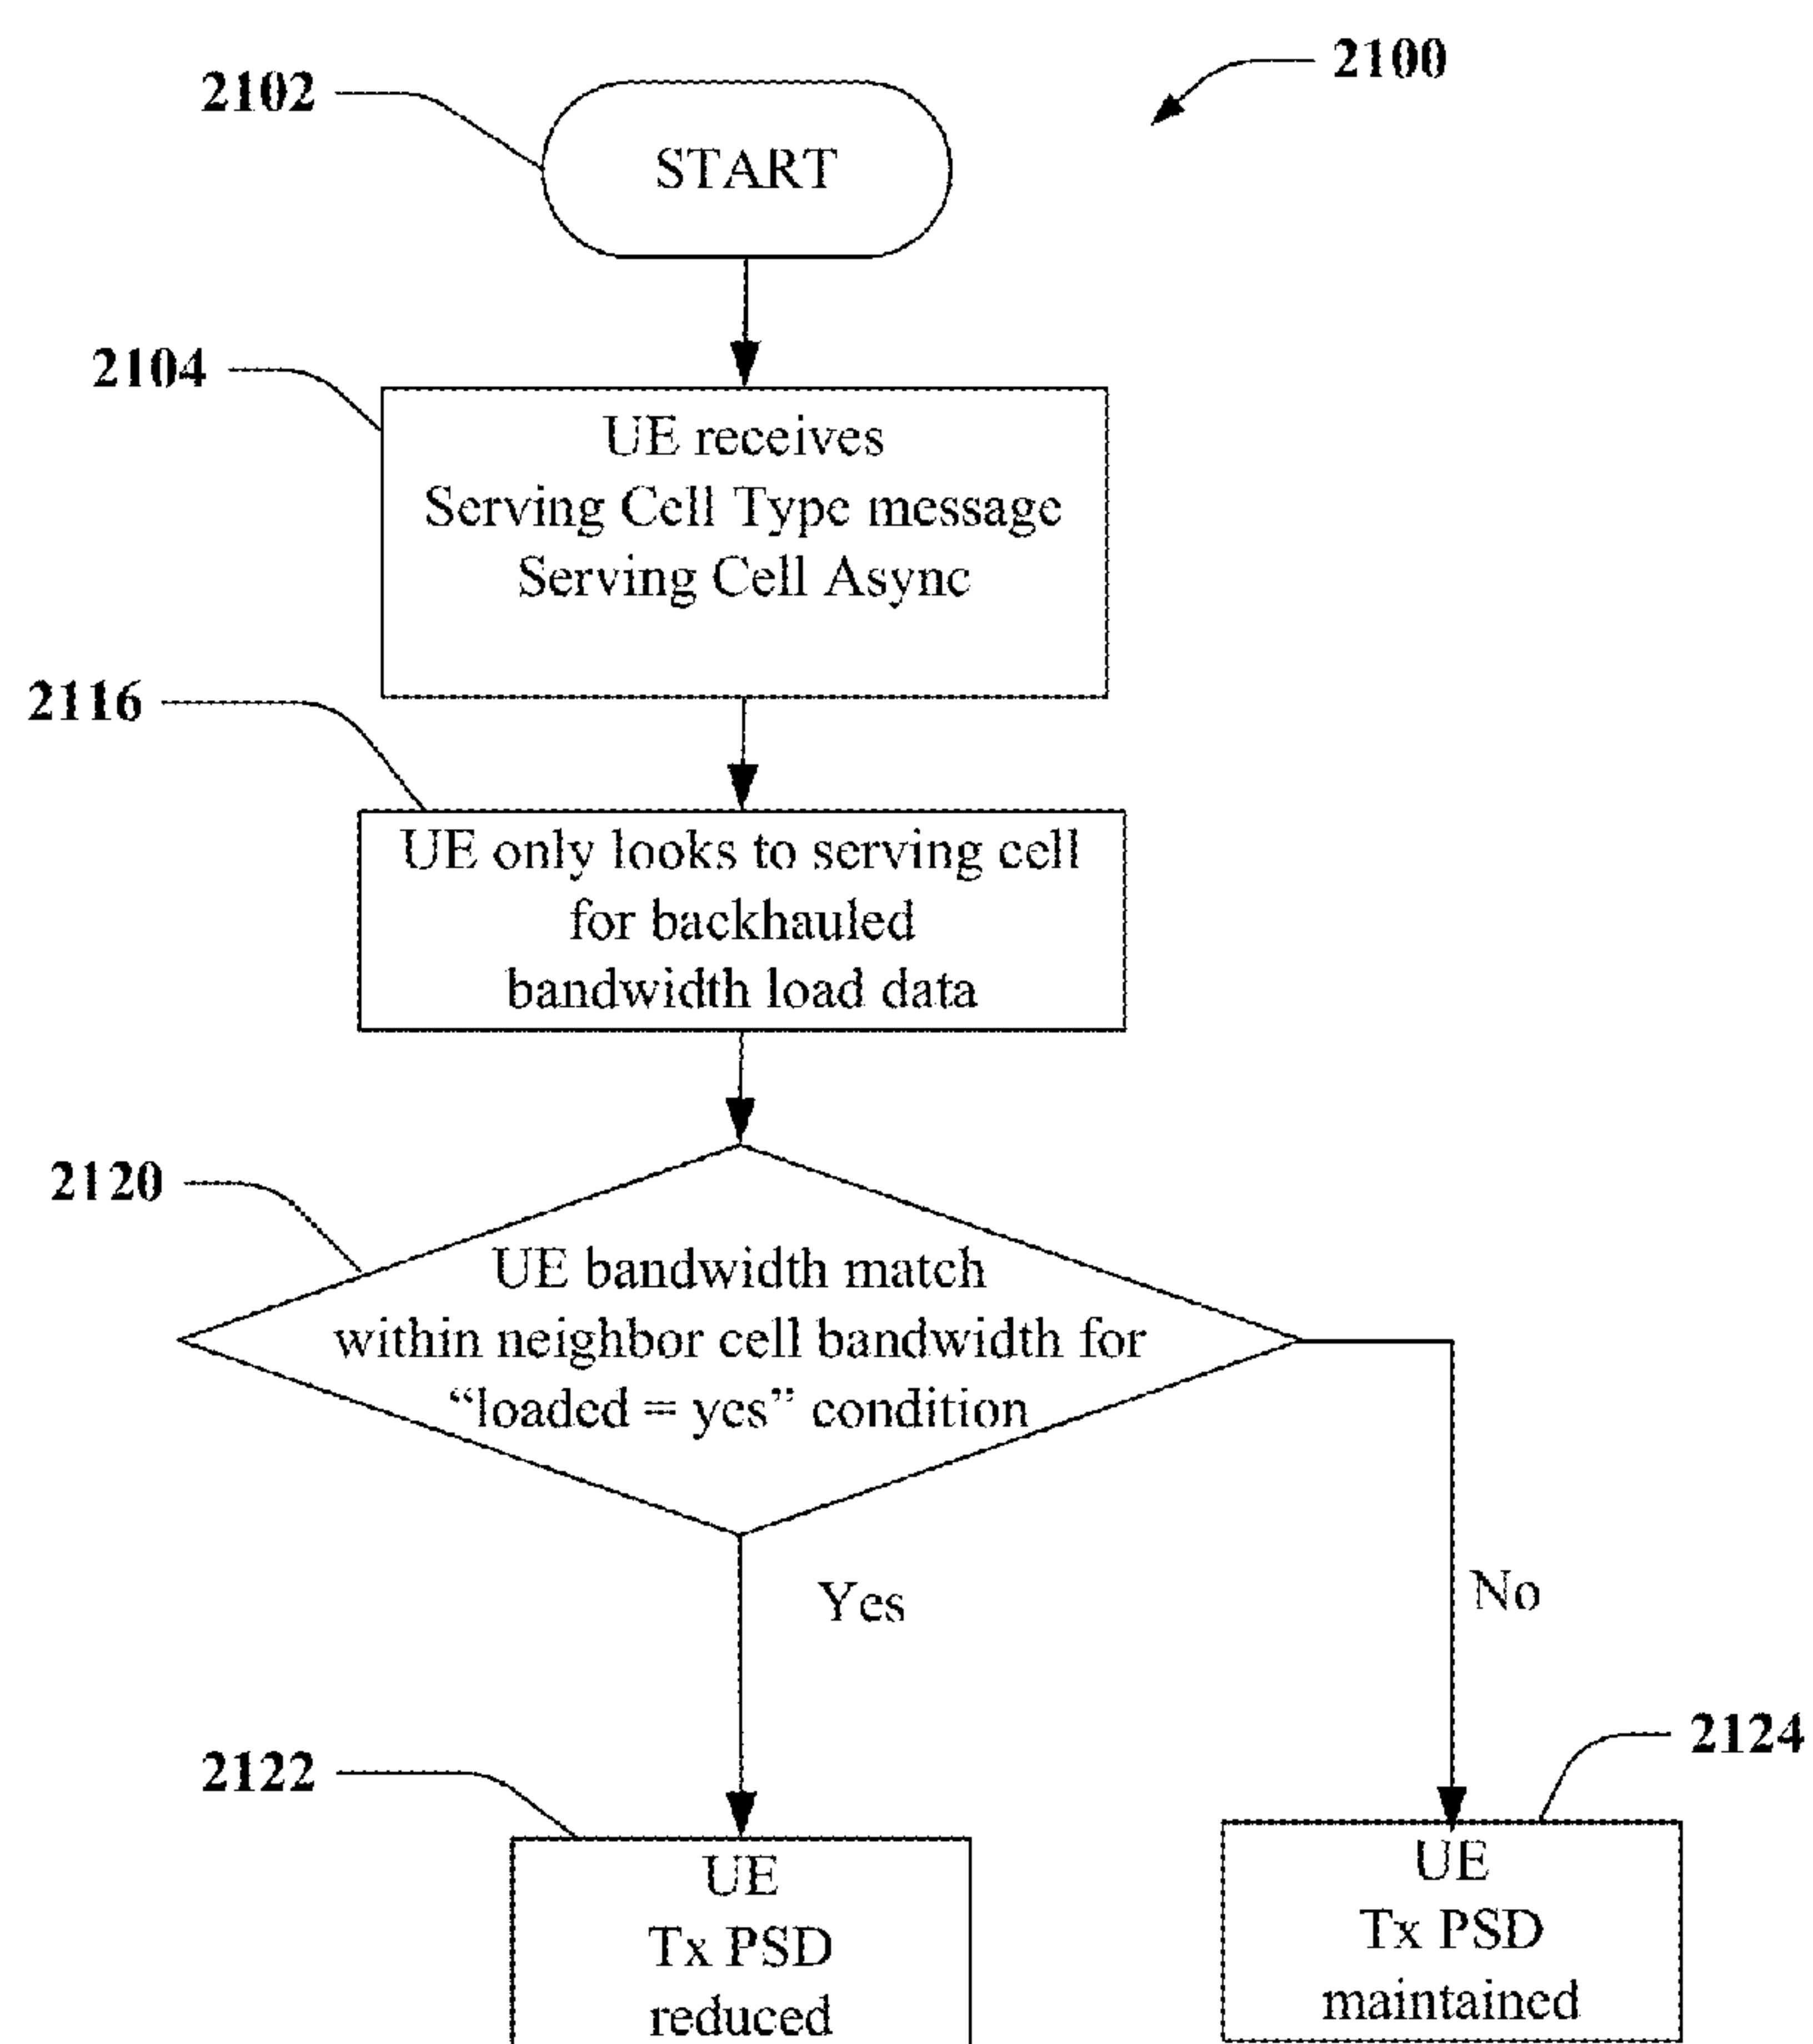 2100
2102
START
2104
UE receives
Serving Cell Type message
Serving Cell Async
2116
UE only looks to serving cell
for backhauled
bandwidth load data
2120
UE bandwidth match
within neighbor cell bandwidth for
“loaded = yes” condition
Yes
No
2122
2124
UE
Tx PSD
reduced
UE
Tx PSD
maintained